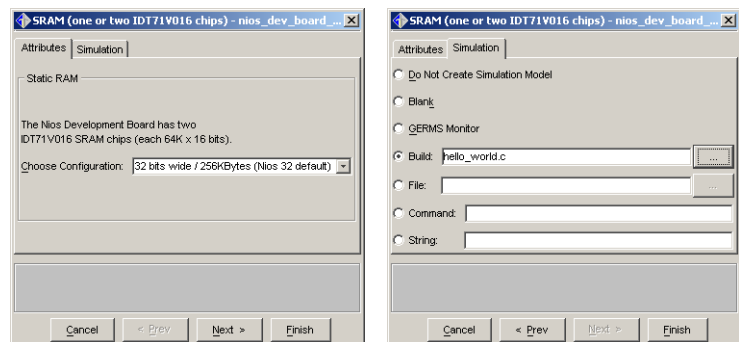 SRAM (one or two IDT71V016 chips) - nios_dev_board_...
Attributes Simulation
Static RAM
The Nios Development Board has two
IDT71V016 SRAM chips (each 64K x 16 bits).
Choose Configuration: 32 bits wide / 256KBytes (Nios 32 default)
Cancel < Prev Next > Finish
SRAM (one or two IDT71V016 chips) - nios_dev_board_...
Attributes Simulation
Do Not Create Simulation Model
Blank
GERMS Monitor
Build: hello_world.c ...
File: ...
Command:
String:
Cancel < Prev Next > Finish